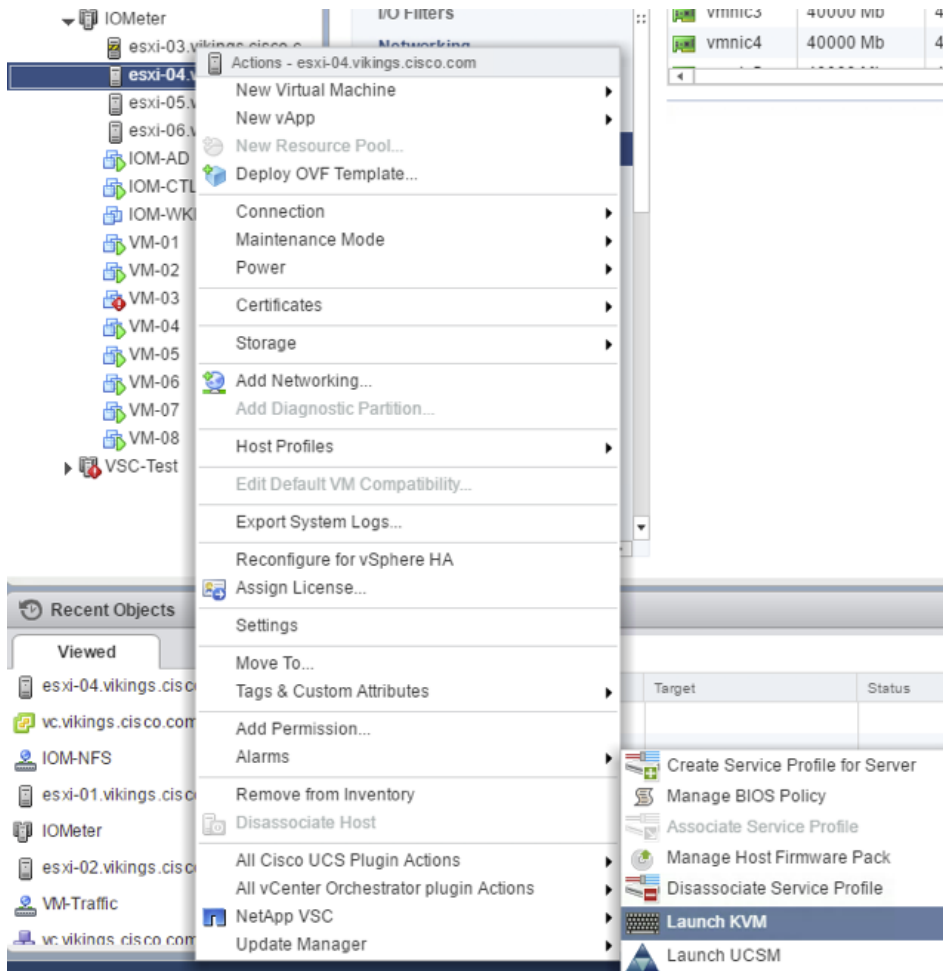 IOMeter
esxi-03.vikings.cisco.c
esxi-04.v
esxi-05.v
esxi-06.v
IOM-AD
IOM-CTL
IOM-WK
VM-01
VM-02
VM-03
VM-04
VM-05
VM-06
VM-07
VM-08
VSC-Test
I/O Filters
Networking
vmnic3 40000 Mb 4
vmnic4 40000 Mb 4
Actions - esxi-04.vikings.cisco.com
New Virtual Machine
New vApp
New Resource Pool...
Deploy OVF Template...
Connection
Maintenance Mode
Power
Certificates
Storage
Add Networking...
Add Diagnostic Partition...
Host Profiles
Edit Default VM Compatibility...
Export System Logs...
Reconfigure for vSphere HA
Assign License...
Settings
Move To...
Tags & Custom Attributes
Add Permission...
Alarms
Remove from Inventory
Disassociate Host
All Cisco UCS Plugin Actions
All vCenter Orchestrator plugin Actions
NetApp VSC
Update Manager
Create Service Profile for Server
Manage BIOS Policy
Associate Service Profile
Manage Host Firmware Pack
Disassociate Service Profile
Launch KVM
Launch UCSM
Recent Objects
Viewed
esxi-04.vikings.cisc
vc.vikings.cisco.com
IOM-NFS
esxi-01.vikings.cisc
IOMeter
esxi-02.vikings.cisc
VM-Traffic
vc.vikings.cisco.com
Target Status